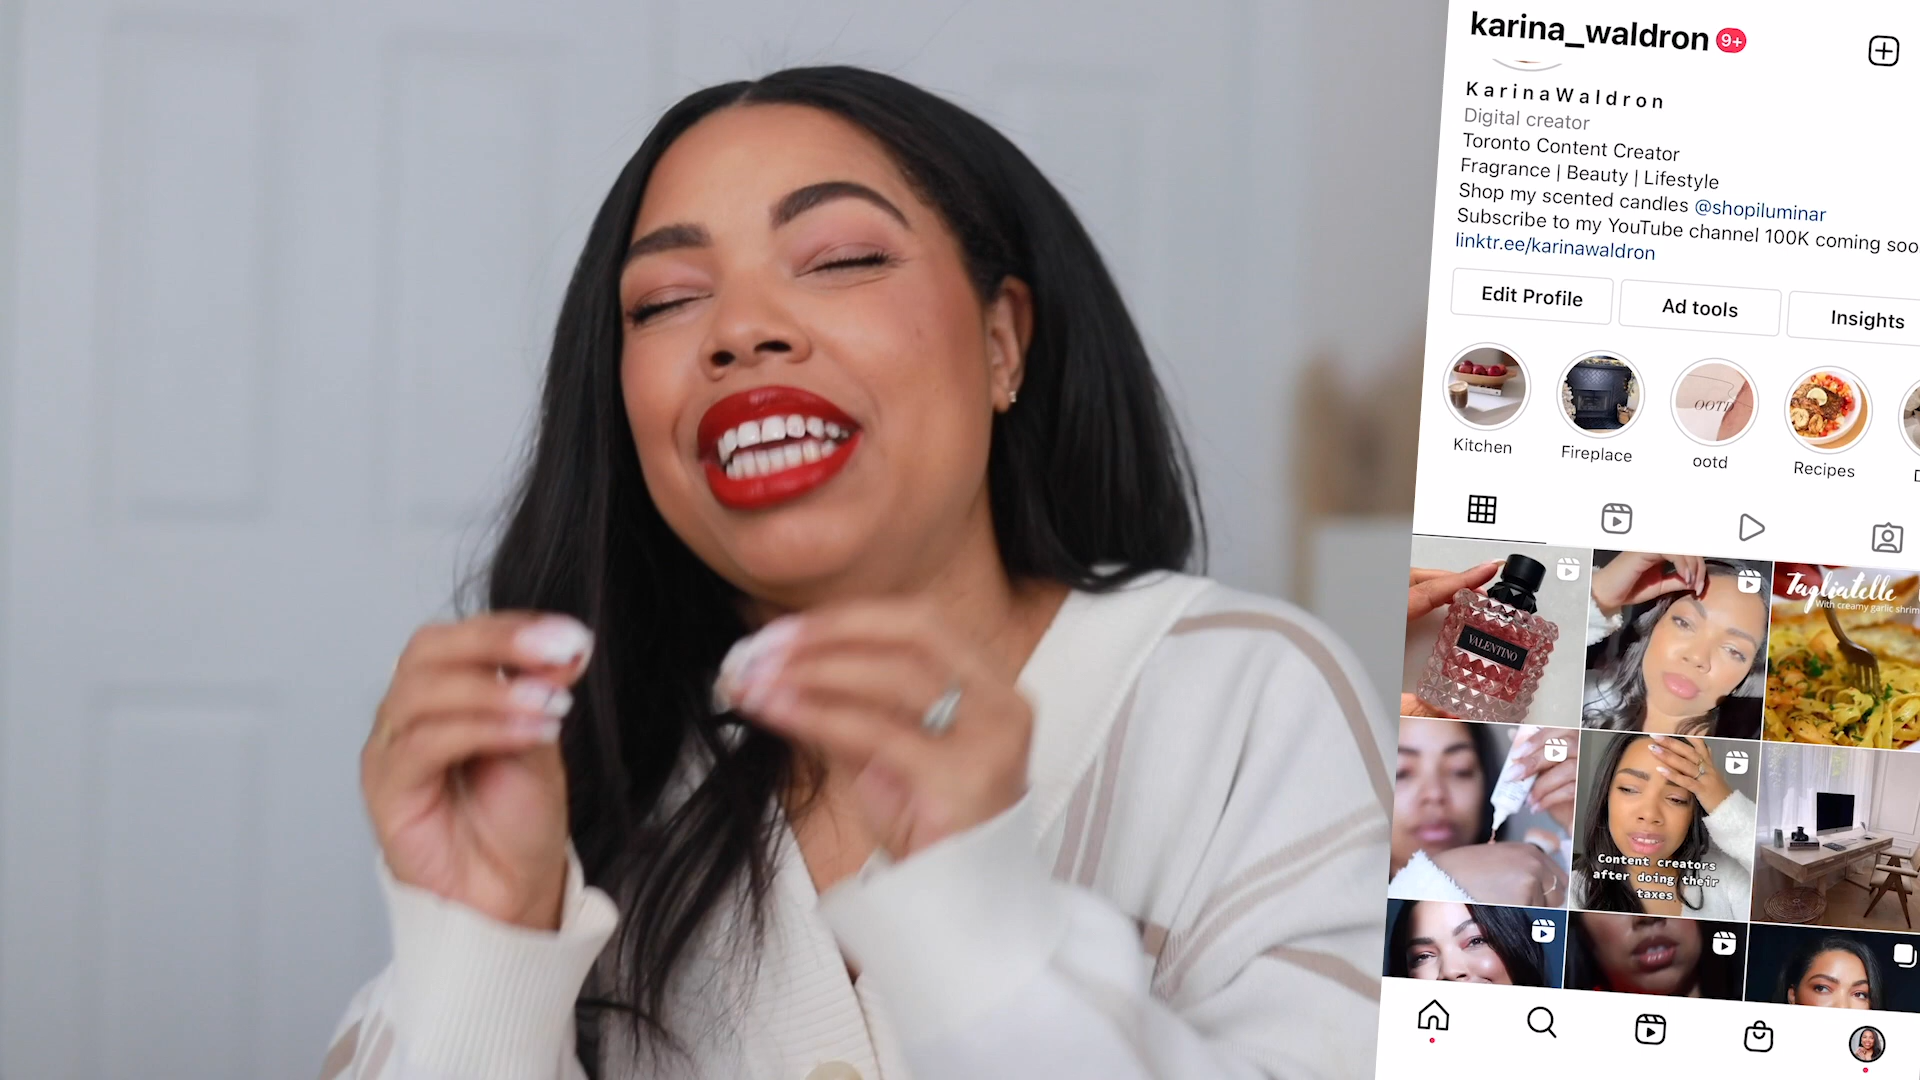 karina_waldron 9+
KarinaWaldron
Digital creator
Toronto Content Creator
Fragrance | Beauty | Lifestyle
Shop my scented candles @shopiluminar
Subscribe to my YouTube channel 100K coming soo
linktr.ee/karinawaldron
Edit Profile
Ad tools
Insights
OOTD
Kitchen
Fireplace
ootd
Recipes
D
VALENTINO
Tagliatelle
With creamy garlic shrim
Content creators
after doing their
taxes